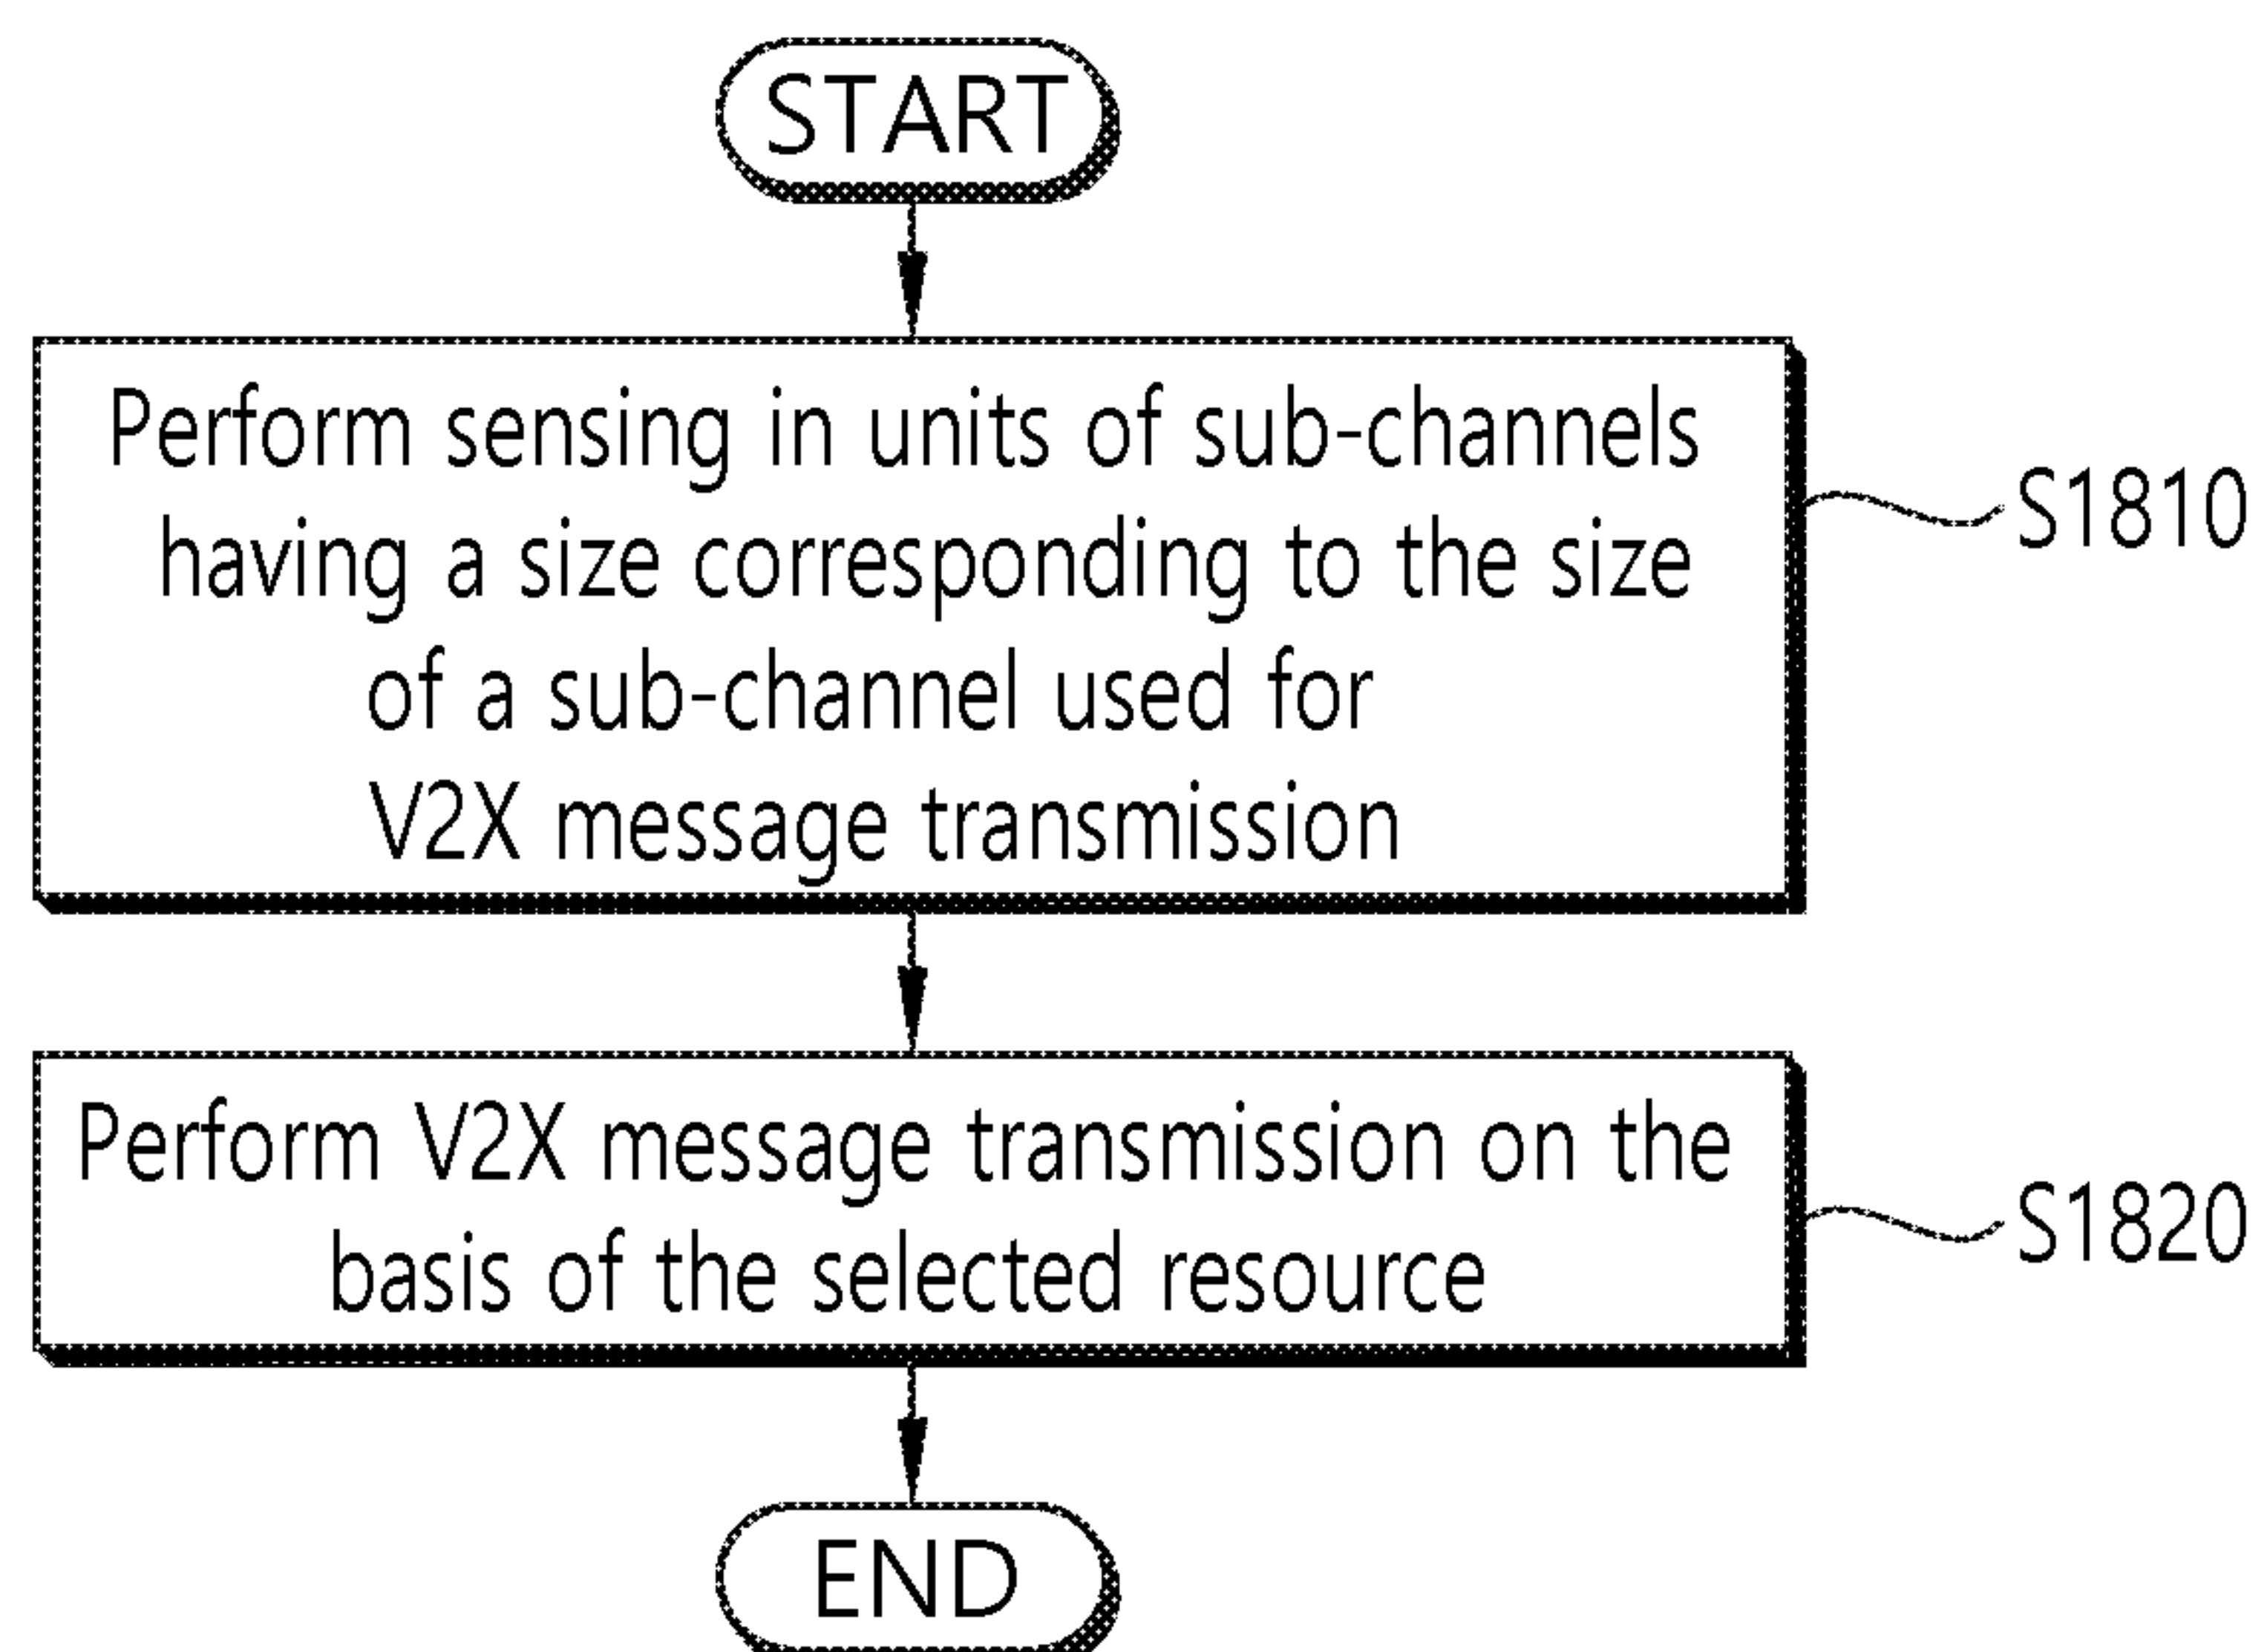 START
Perform sensing in units of sub-channels
having a size corresponding to the size
of a sub-channel used for
V2X message transmission
S1810
Perform V2X message transmission on the
basis of the selected resource
S1820
END